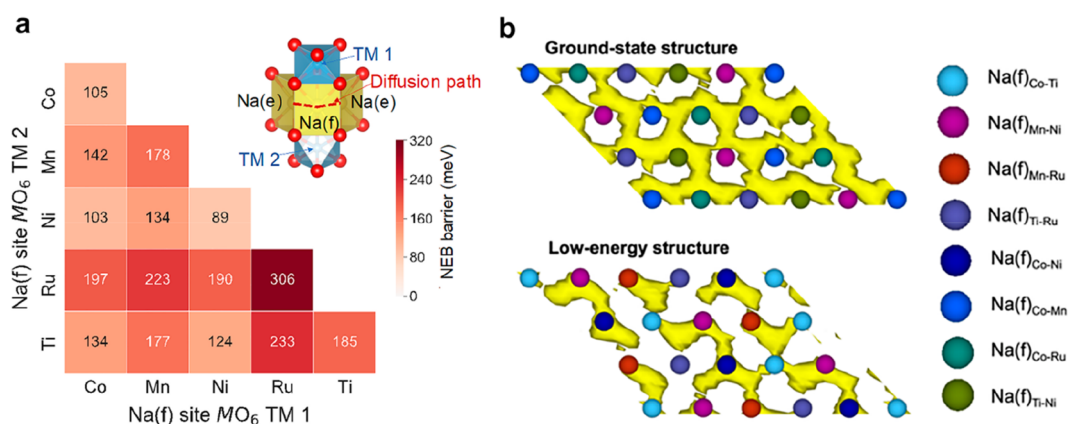 a
TM 1
Diffusion path
Na(e)
Na(e)
Na(f)
TM 2
Na(f) site MO₆ TM 2
Co
Mn
Ni
Ru
Ti
105
142 178
103 134 89
197 223 190 306
134 177 124 233 185
Co Mn Ni Ru Ti
Na(f) site MO₆ TM 1
320
240
160
80
0
NEB barrier (meV)
b
Ground-state structure
Low-energy structure
Na(f)Co-Ti
Na(f)Mn-Ni
Na(f)Mn-Ru
Na(f)Ti-Ru
Na(f)Co-Ni
Na(f)Co-Mn
Na(f)Co-Ru
Na(f)Ti-Ni